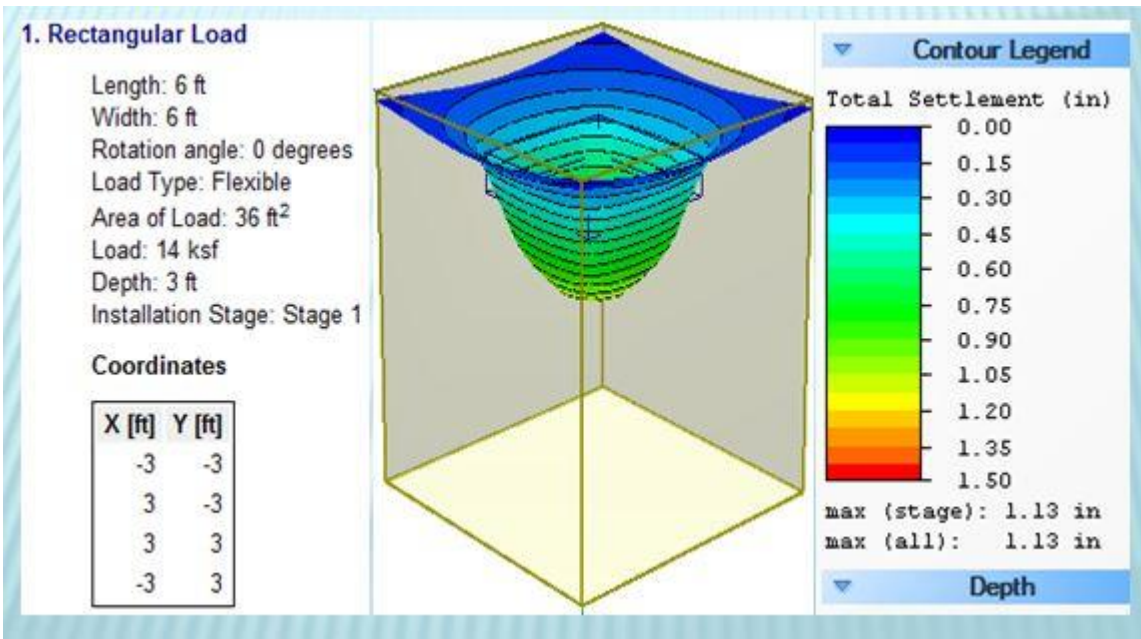 1. Rectangular Load
Length: 6 ft
Width: 6 ft
Rotation angle: 0 degrees
Load Type: Flexible
Area of Load: 36 ft²
Load: 14 ksf
Depth: 3 ft
Installation Stage: Stage 1
Coordinates
X [ft] Y [ft]
-3 -3
3 -3
3 3
-3 3
Contour Legend
Total Settlement (in)
0.00
0.15
0.30
0.45
0.60
0.75
0.90
1.05
1.20
1.35
1.50
max (stage): 1.13 in
max (all): 1.13 in
Depth